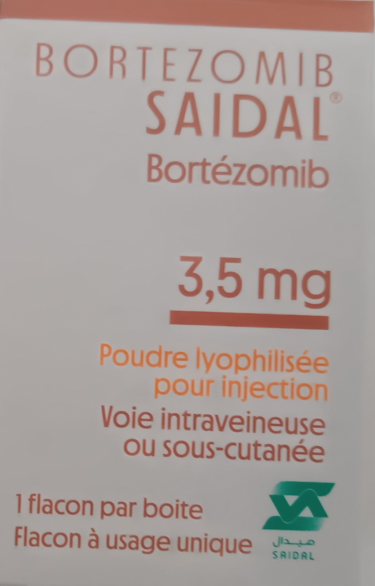 BORTEZOMIB
SAIDAL®
Bortézomib
3,5 mg
Poudre lyophilisée
pour injection
Voie intraveineuse
ou sous-cutanée
1 flacon par boite
Flacon à usage unique
صيدال
SAIDAL